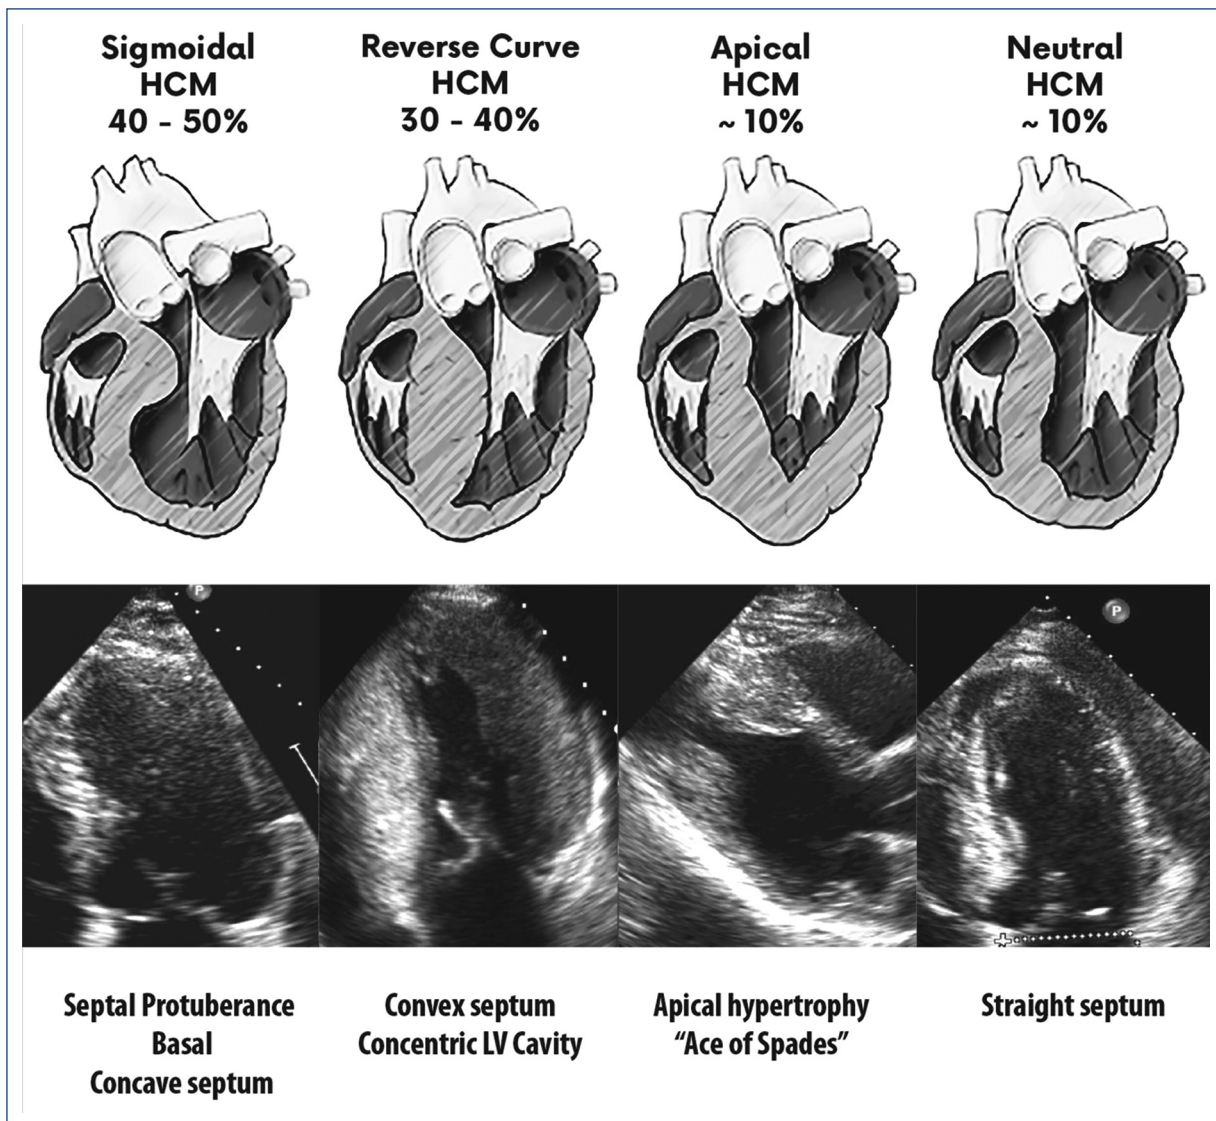 Sigmoidal
HCM
40 - 50%
Reverse Curve
HCM
30 - 40%
Apical
HCM
~ 10%
Neutral
HCM
~ 10%
P
P
Septal Protuberance
Basal
Concave septum
Convex septum
Concentric LV Cavity
Apical hypertrophy
“Ace of Spades”
Straight septum